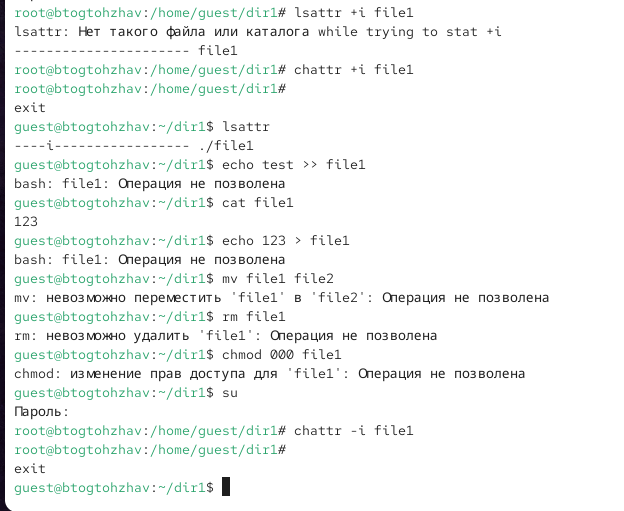 root@btogtohzhav:/home/guest/dir1# lsattr +i file1
lsattr: Нет такого файла или каталога while trying to stat +i
---------------------- file1
root@btogtohzhav:/home/guest/dir1# chattr +i file1
root@btogtohzhav:/home/guest/dir1#
exit
guest@btogtohzhav:~/dir1$ lsattr
----i----------------- ./file1
guest@btogtohzhav:~/dir1$ echo test >> file1
bash: file1: Операция не позволена
guest@btogtohzhav:~/dir1$ cat file1
123
guest@btogtohzhav:~/dir1$ echo 123 > file1
bash: file1: Операция не позволена
guest@btogtohzhav:~/dir1$ mv file1 file2
mv: невозможно переместить 'file1' в 'file2': Операция не позволена
guest@btogtohzhav:~/dir1$ rm file1
rm: невозможно удалить 'file1': Операция не позволена
guest@btogtohzhav:~/dir1$ chmod 000 file1
chmod: изменение прав доступа для 'file1': Операция не позволена
guest@btogtohzhav:~/dir1$ su
Пароль:
root@btogtohzhav:/home/guest/dir1# chattr -i file1
root@btogtohzhav:/home/guest/dir1#
exit
guest@btogtohzhav:~/dir1$